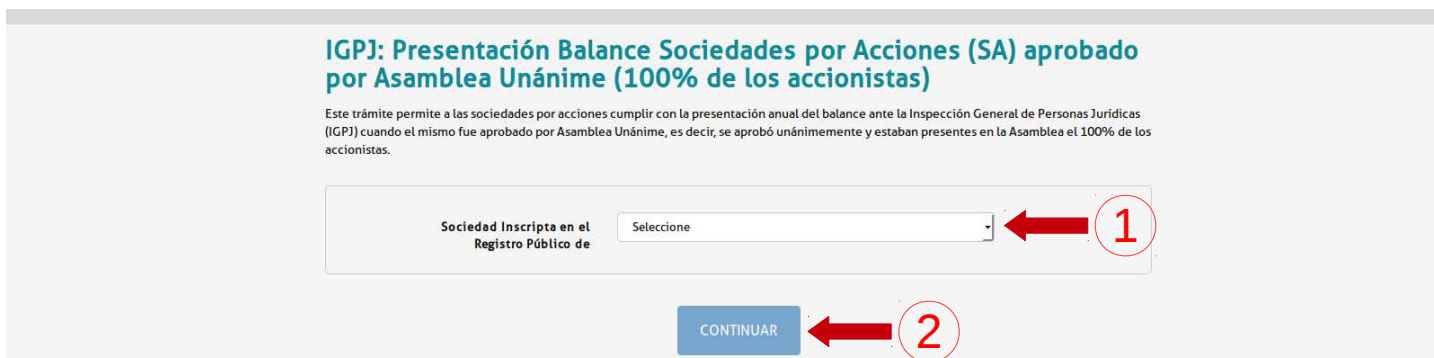 IGPJ: Presentación Balance Sociedades por Acciones (SA) aprobado
por Asamblea Unánime (100% de los accionistas)
Este trámite permite a las sociedades por acciones cumplir con la presentación anual del balance ante la Inspección General de Personas Jurídicas
(IGPJ) cuando el mismo fue aprobado por Asamblea Unánime, es decir, se aprobó unánimemente y estaban presentes en la Asamblea el 100% de los
accionistas.
Sociedad Inscripta en el
Registro Público de
Seleccione
1
CONTINUAR
2